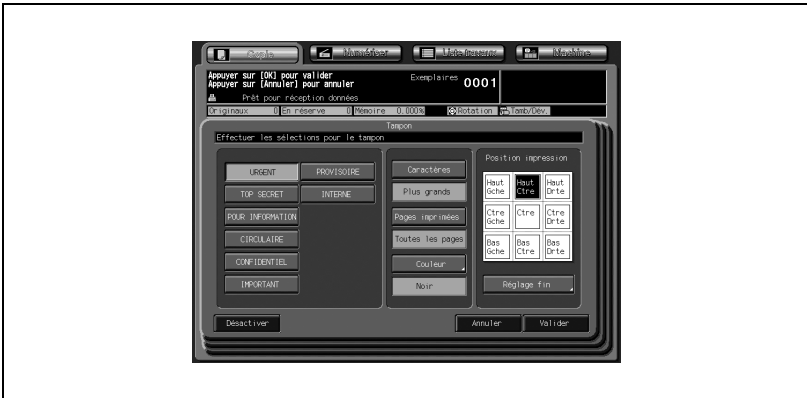 Copie
Numériser
Liste travaux
Machine
Appuyer sur [OK] pour valider
Appuyer sur [Annuler] pour annuler
Exemplaires 0001
Prêt pour réception données
Originaux 0 En réserve 0 Mémoire 0.000% Rotation Tamb/Dév.
Tampon
Effectuer les sélections pour le tampon
URGENT
PROVISOIRE
TOP SECRET
INTERNE
POUR INFORMATION
CIRCULAIRE
CONFIDENTIEL
IMPORTANT
Caractères
Plus grands
Pages imprimées
Toutes les pages
Couleur
Noir
Position impression
Haut Gche
Haut Ctre
Haut Drte
Ctre Gche
Ctre
Ctre Drte
Bas Gche
Bas Ctre
Bas Drte
Réglage fin
Désactiver
Annuler
Valider